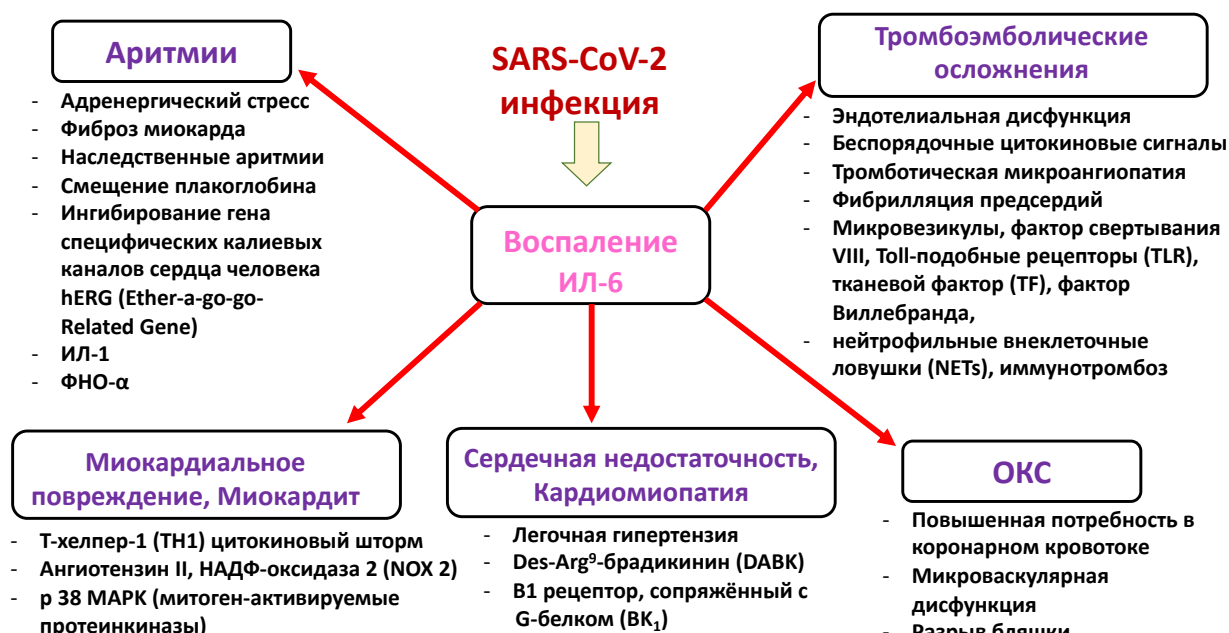 Аритмии
- Адренергический стресс
- Фиброз миокарда
- Наследственные аритмии
- Смещение плакоглобина
- Ингибирование гена
специфических калиевых
каналов сердца человека
hERG (Ether-a-go-go-
Related Gene)
- ИЛ-1
- ФНО-α
SARS-CoV-2
инфекция
Воспаление
ИЛ-6
Тромбоэмболические
осложнения
- Эндотелиальная дисфункция
- Беспорядочные цитокиновые сигналы
- Тромботическая микроангиопатия
- Фибрилляция предсердий
- Микровезикулы, фактор свертывания
VIII, Toll-подобные рецепторы (TLR),
тканевой фактор (TF), фактор
Виллебранда,
- нейтрофильные внеклеточные
ловушки (NETs), иммунотромбоз
Миокардиальное
повреждение, Миокардит
- Т-хелпер-1 (TH1) цитокиновый шторм
- Ангиотензин II, НАДФ-оксидаза 2 (NOX 2)
- p 38 MAPK (митоген-активируемые
протеинкиназы)
Сердечная недостаточность,
Кардиомиопатия
- Легочная гипертензия
- Des-Arg⁹-брадикинин (DABK)
- B1 рецептор, сопряжённый с
G-белком (BK₁)
ОКС
- Повышенная потребность в
коронарном кровотоке
- Микроваскулярная
дисфункция
- Разрыв бляшки